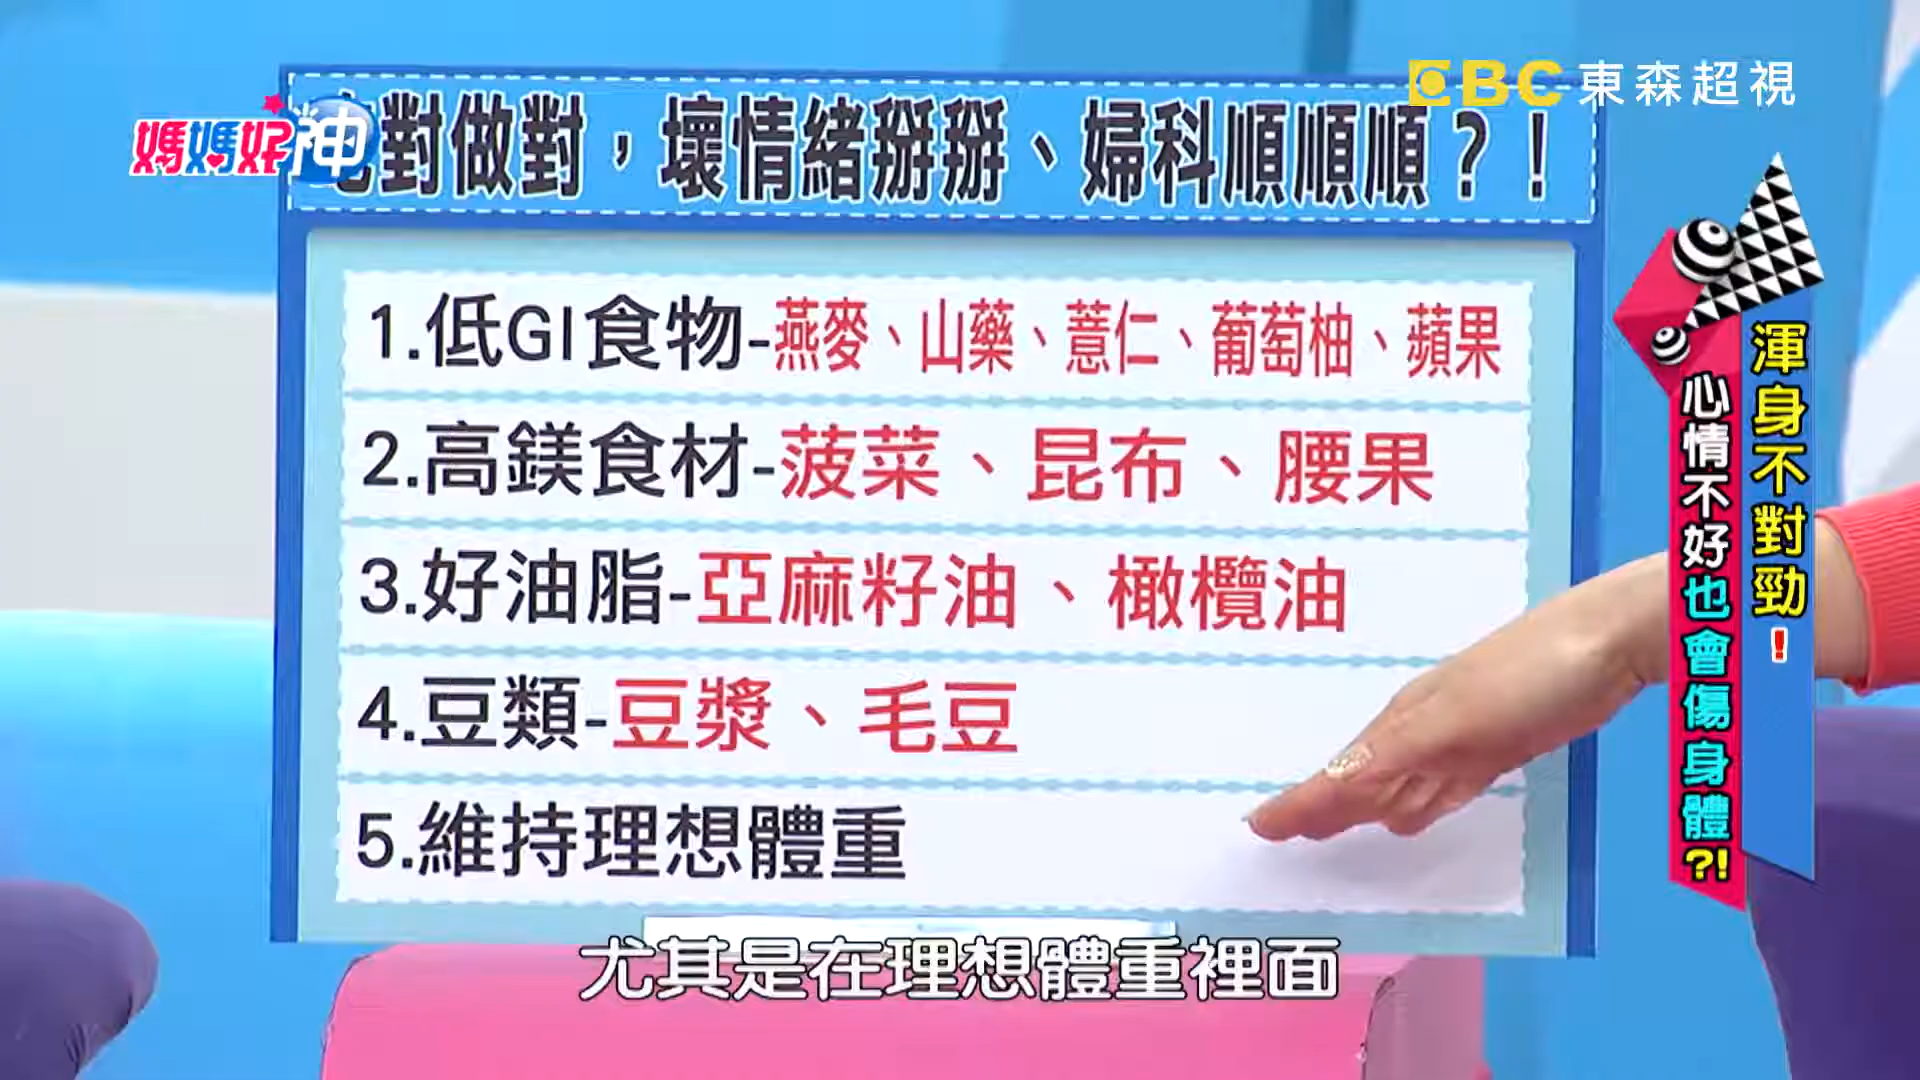 EBC 東森超視
媽媽好神
對做對，壞情緒掰掰、婦科順順順？！
1.低GI食物-燕麥、山藥、薏仁、葡萄柚、蘋果
2.高鎂食材-菠菜、昆布、腰果
3.好油脂-亞麻籽油、橄欖油
4.豆類-豆漿、毛豆
5.維持理想體重
渾身不對勁！
心情不好也會傷身體?!
尤其是在理想體重裡面